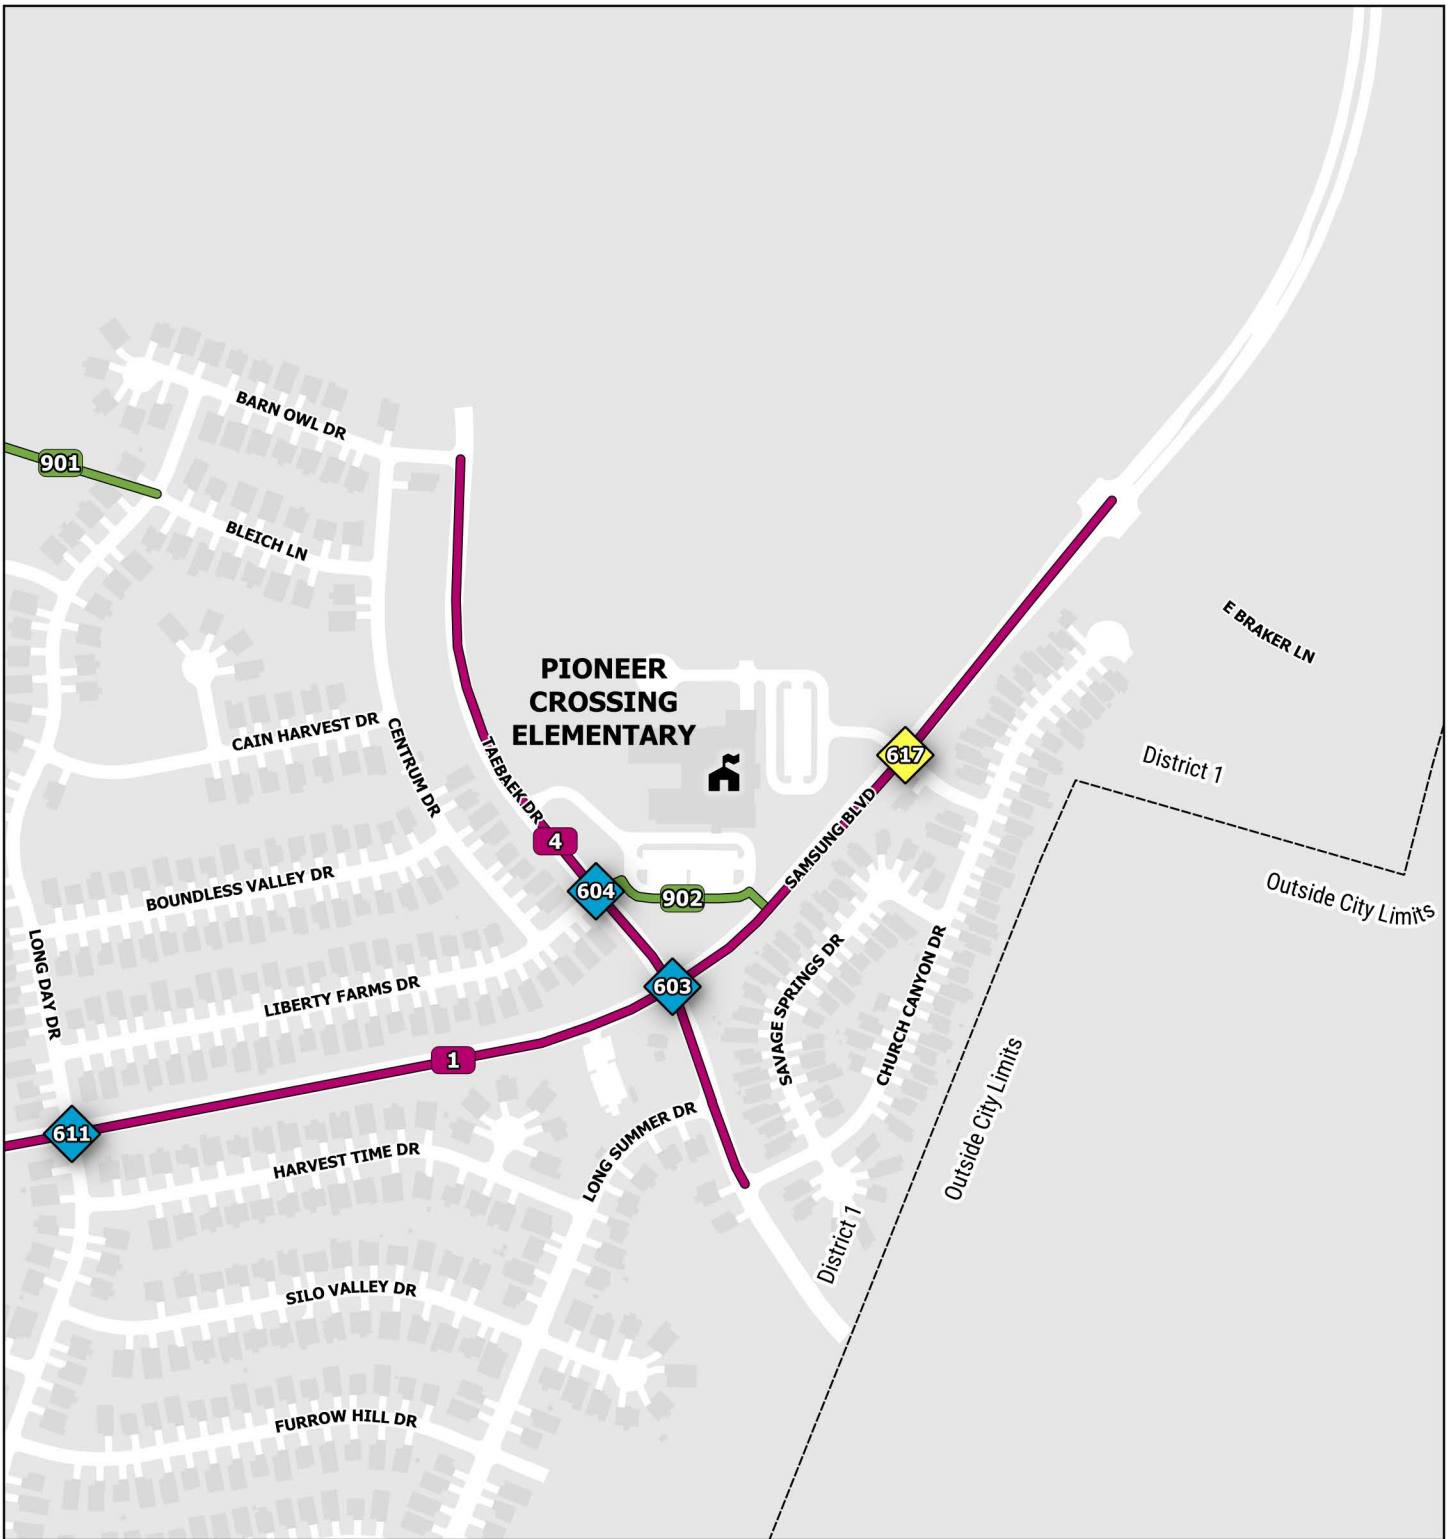 BARN OWL DR
901
BLEICH LN
E BRAKER LN
PIONEER
CROSSING
ELEMENTARY
CAIN HARVEST DR
CENTRUM DR
TAEBAEK DR
617
District 1
SAMSUNG BLVD
4
BOUNDLESS VALLEY DR
604
902
Outside City Limits
LONG DAY DR
LIBERTY FARMS DR
603
SAVAGE SPRINGS DR
CHURCH CANYON DR
1
Outside City Limits
611
HARVEST TIME DR
LONG SUMMER DR
District 1
SILO VALLEY DR
FURROW HILL DR